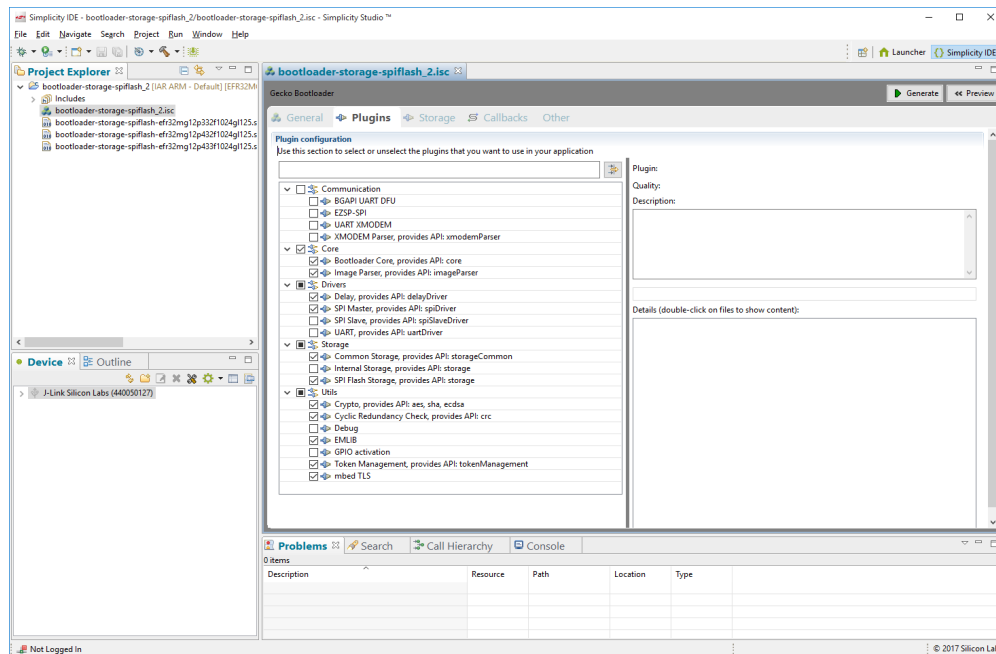 Simplicity IDE - bootloader-storage-spiflash_2/bootloader-storage-spiflash_2.isc - Simplicity Studio ™
File Edit Navigate Search Project Run Window Help
Launcher {} Simplicity IDE
Project Explorer
bootloader-storage-spiflash_2 [IAR ARM - Default] [EFR32M
Includes
bootloader-storage-spiflash_2.isc
bootloader-storage-spiflash-efr32mg12p332f1024gl125.s
bootloader-storage-spiflash-efr32mg12p432f1024gl125.s
bootloader-storage-spiflash-efr32mg12p433f1024gl125.s
Device Outline
J-Link Silicon Labs (440050127)
bootloader-storage-spiflash_2.isc
Gecko Bootloader
Generate Preview
General Plugins Storage Callbacks Other
Plugin configuration
Use this section to select or unselect the plugins that you want to use in your application
Communication
BGAPI UART DFU
EZSP-SPI
UART XMODEM
XMODEM Parser, provides API: xmodemParser
Core
Bootloader Core, provides API: core
Image Parser, provides API: imageParser
Drivers
Delay, provides API: delayDriver
SPI Master, provides API: spiDriver
SPI Slave, provides API: spiSlaveDriver
UART, provides API: uartDriver
Storage
Common Storage, provides API: storageCommon
Internal Storage, provides API: storage
SPI Flash Storage, provides API: storage
Utils
Crypto, provides API: aes, sha, ecdsa
Cyclic Redundancy Check, provides API: crc
Debug
EMLIB
GPIO activation
Token Management, provides API: tokenManagement
mbed TLS
Plugin:
Quality:
Description:
Details (double-click on files to show content):
Problems Search Call Hierarchy Console
0 items
Description Resource Path Location Type
Not Logged In
© 2017 Silicon Lab